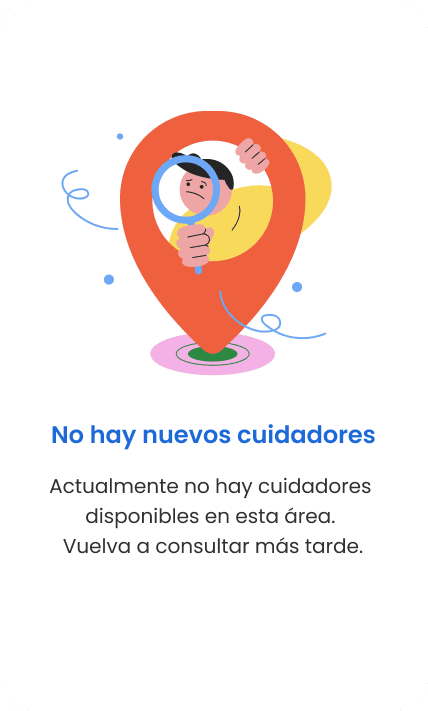 No hay nuevos cuidadores
Actualmente no hay cuidadores
disponibles en esta área.
Vuelva a consultar más tarde.